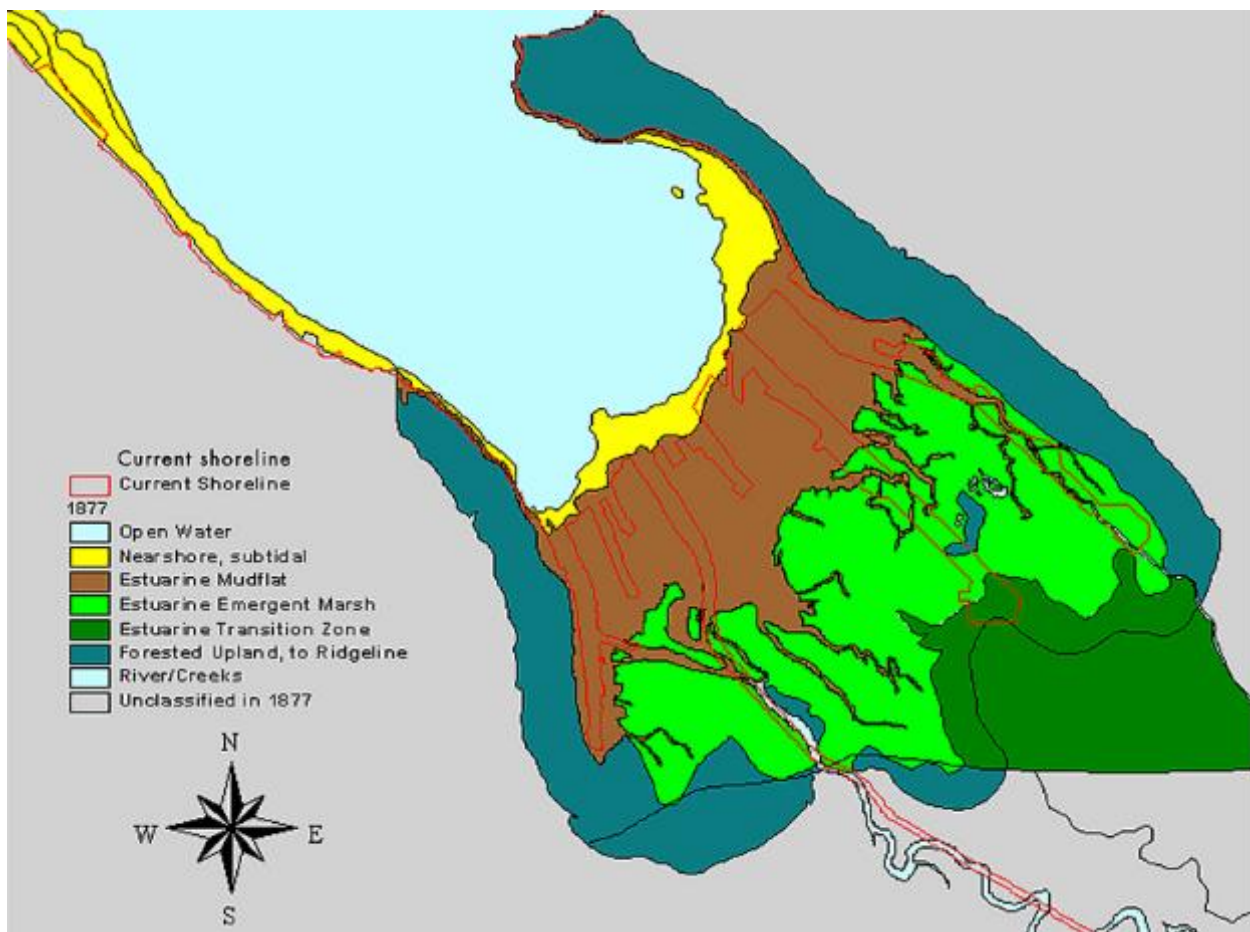 Current shoreline
Current Shoreline
1877
Open Water
Nearshore, subtidal
Estuarine Mudflat
Estuarine Emergent Marsh
Estuarine Transition Zone
Forested Upland, to Ridgeline
River/Creeks
Unclassified in 1877
N
W E
S